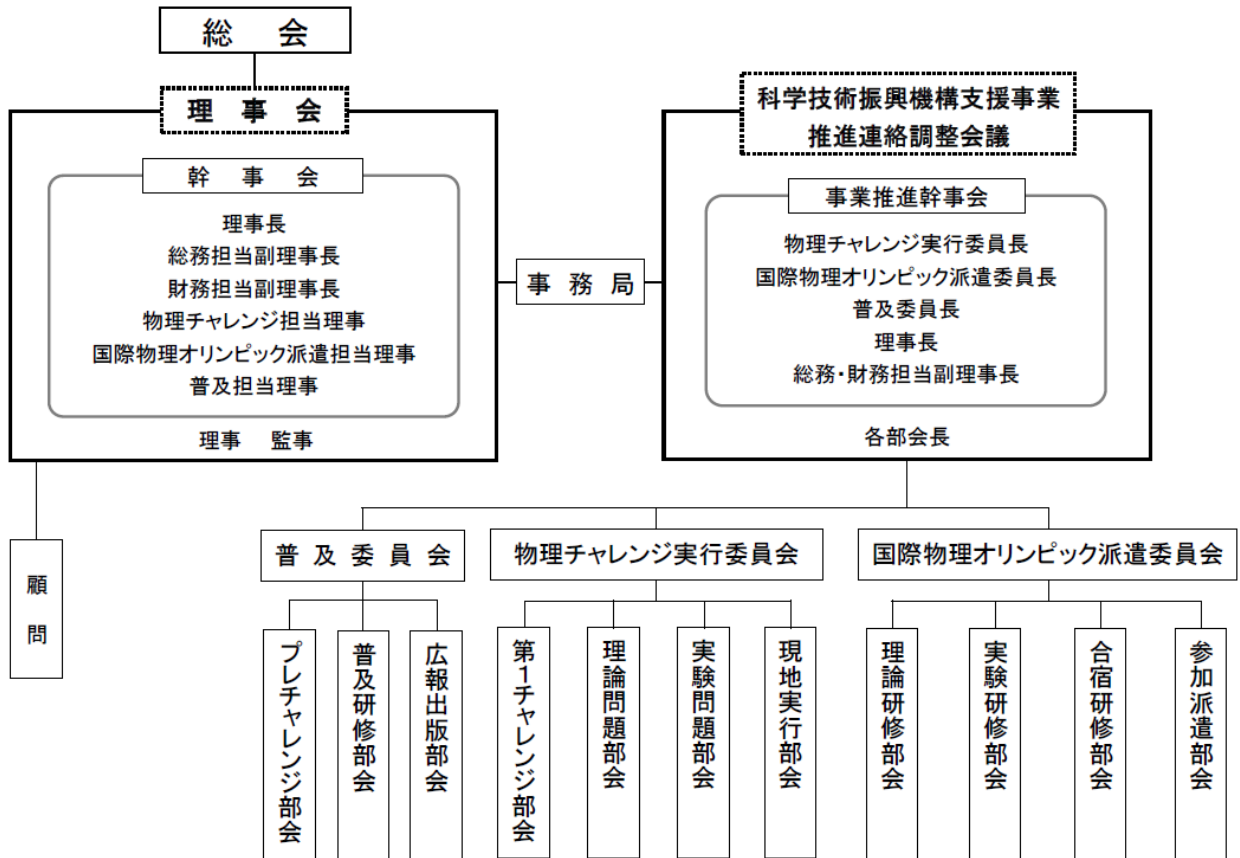 総会
理事会
幹事会
理事長
総務担当副理事長
財務担当副理事長
物理チャレンジ担当理事
国際物理オリンピック派遣担当理事
普及担当理事
理事 監事
事務局
科学技術振興機構支援事業
推進連絡調整会議
事業推進幹事会
物理チャレンジ実行委員長
国際物理オリンピック派遣委員長
普及委員長
理事長
総務・財務担当副理事長
各部会長
顧問
普及委員会
プレチャレンジ部会
普及研修部会
広報出版部会
物理チャレンジ実行委員会
第1チャレンジ部会
理論問題部会
実験問題部会
現地実行部会
国際物理オリンピック派遣委員会
理論研修部会
実験研修部会
合宿研修部会
参加派遣部会